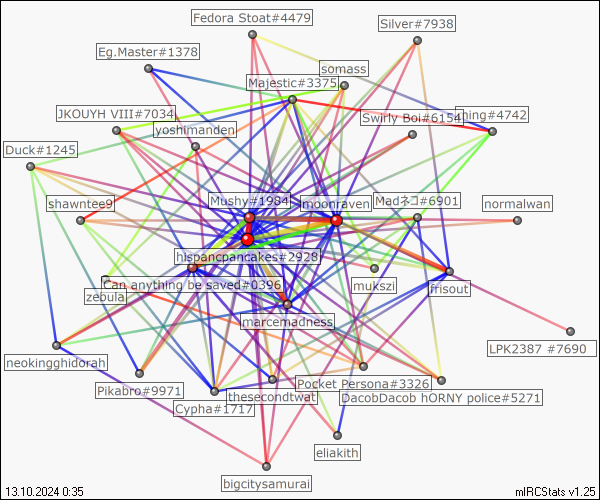 Fedora Stoat#4479
Silver#7938
Eg.Master#1378
somass
Majestic#3375
JKOUYH VIII#7034
Swirly Boi#6154
hing#4742
yoshimanden
Duck#1245
shawntee9
Mushy#1984
moonraven
Madネコ#6901
normalwan
hispancpancakes#2928
Can anything be saved#0396
zebula
mukszi
frisout
marcemadness
LPK2387 #7690
neokingghidorah
Pikabro#9971
Cypha#1717
thesecondtwat
Pocket Persona#3326
DacobDacob hORNY police#5271
eliakith
bigcitysamurai
13.10.2024 0:35
mIRCStats v1.25